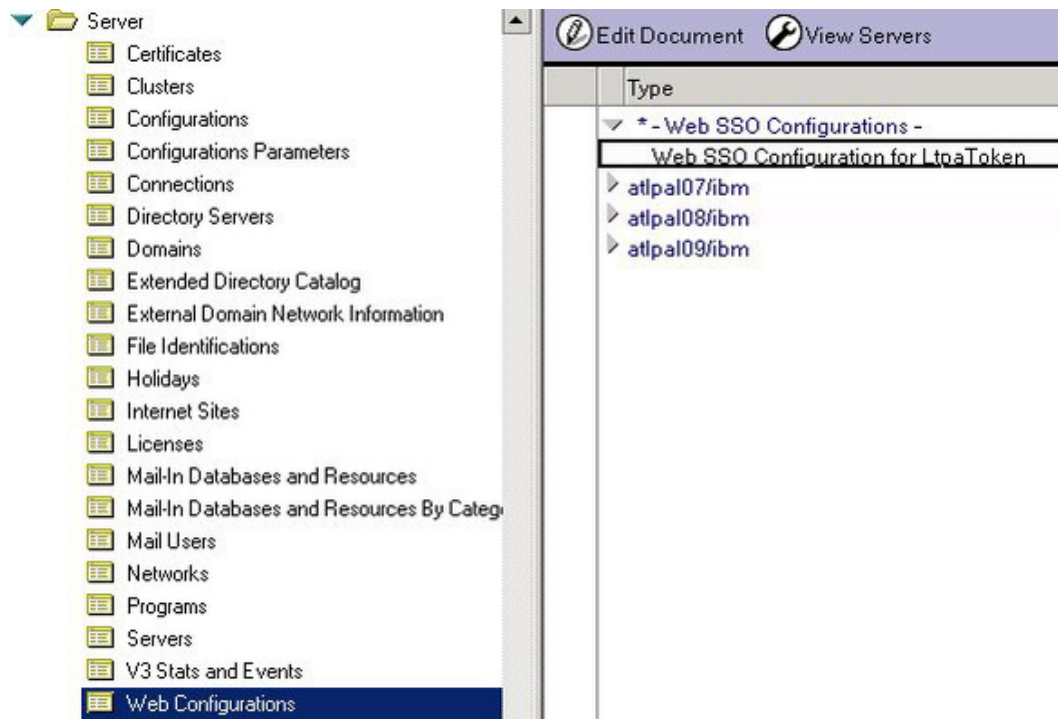 Server
Certificates
Clusters
Configurations
Configurations Parameters
Connections
Directory Servers
Domains
Extended Directory Catalog
External Domain Network Information
File Identifications
Holidays
Internet Sites
Licenses
Mail-In Databases and Resources
Mail-In Databases and Resources By Catego
Mail Users
Networks
Programs
Servers
V3 Stats and Events
Web Configurations
Edit Document View Servers
Type
* - Web SSO Configurations -
Web SSO Configuration for LtpaToken
atlpal07/ibm
atlpal08/ibm
atlpal09/ibm